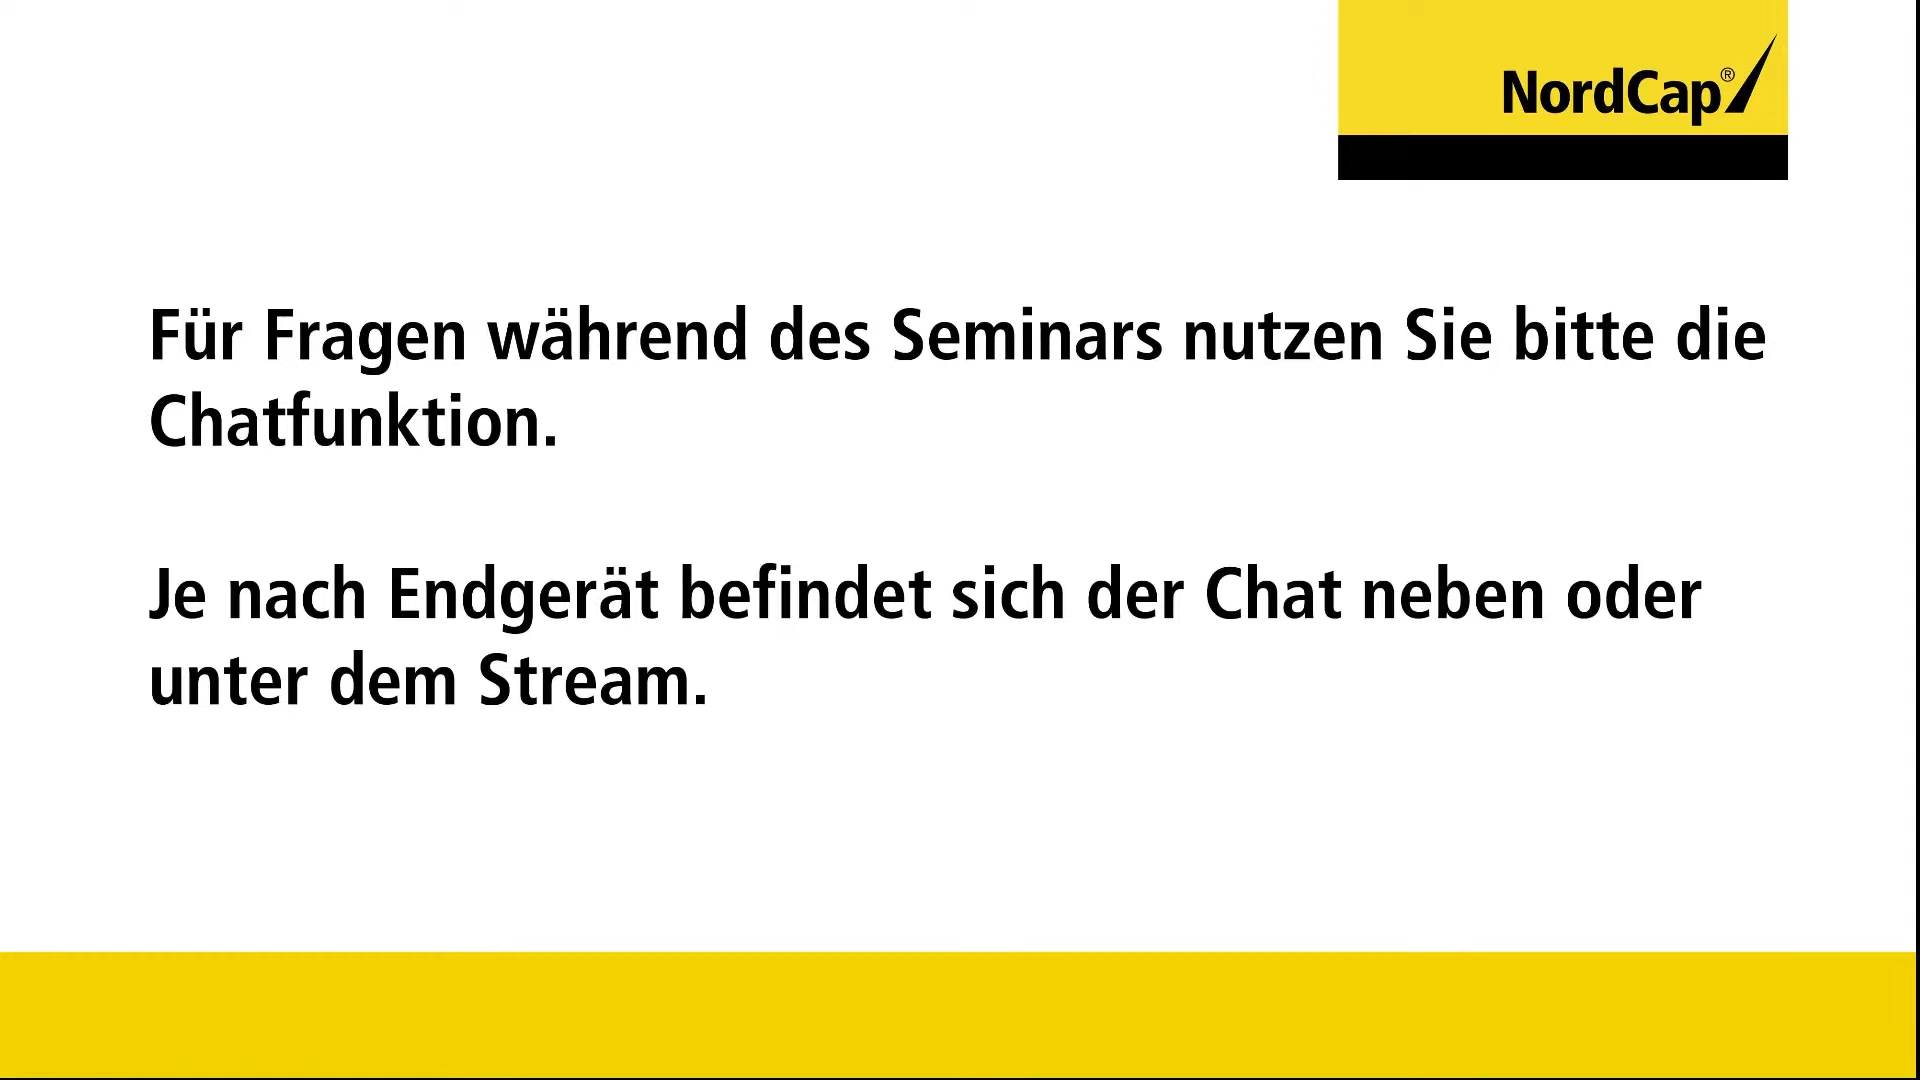 NordCap®
Für Fragen während des Seminars nutzen Sie bitte die
Chatfunktion.
Je nach Endgerät befindet sich der Chat neben oder
unter dem Stream.